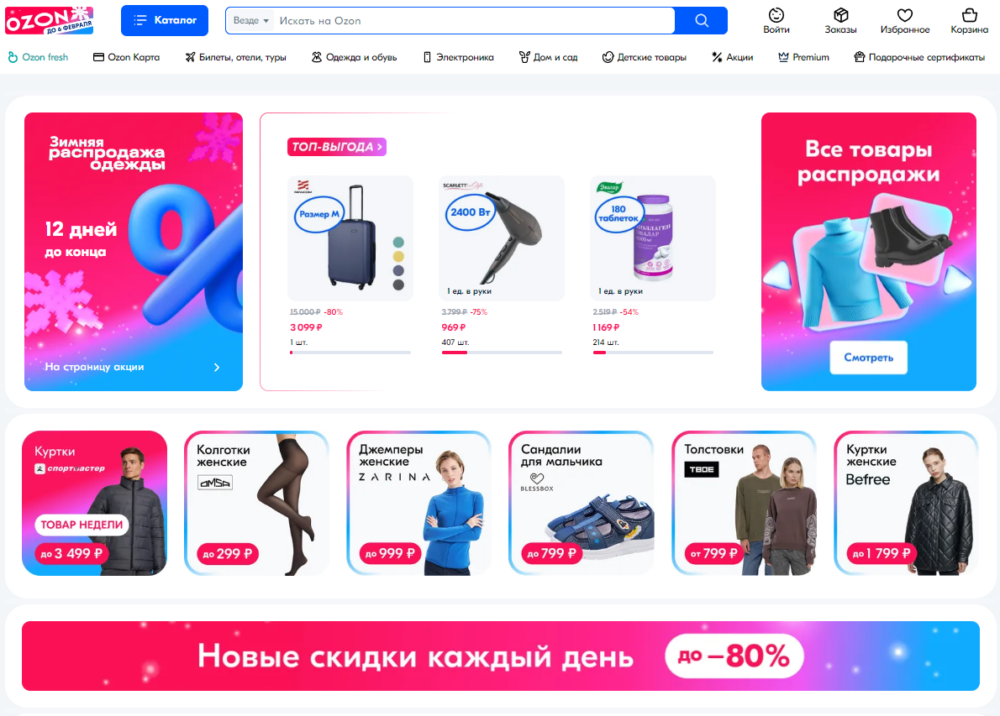 OZON
ДО 6 ФЕВРАЛЯ
Каталог
Везде
Искать на Ozon
Войти
Заказы
Избранное
Корзина
Ozon fresh
Ozon Карта
Билеты, отели, туры
Одежда и обувь
Электроника
Дом и сад
Детские товары
Акции
Premium
Подарочные сертификаты
Зимняя
распродажа
одежды
12 дней
до конца
На страницу акции
ТОП-ВЫГОДА
Размер M
15 000 ₽ -80%
3 099 ₽
1 шт.
SCARLETT
2400 Вт
1 ед. в руки
3 799 ₽ -75%
969 ₽
407 шт.
Эвалар
180
таблеток
КОЛЛАГЕН
ЭВАЛАР
1 ед. в руки
2 519 ₽ -54%
1 169 ₽
214 шт.
Все товары
распродажи
Смотреть
Куртки
спортмастер
ТОВАР НЕДЕЛИ
до 3 499 ₽
Колготки
женские
OMSA
до 299 ₽
Джемперы
женские
ZARINA
до 999 ₽
Сандалии
для мальчика
BLESSBOX
до 799 ₽
Толстовки
ТВОЕ
от 799 ₽
Куртки
женские
Befree
до 1 799 ₽
Новые скидки каждый день
до –80%